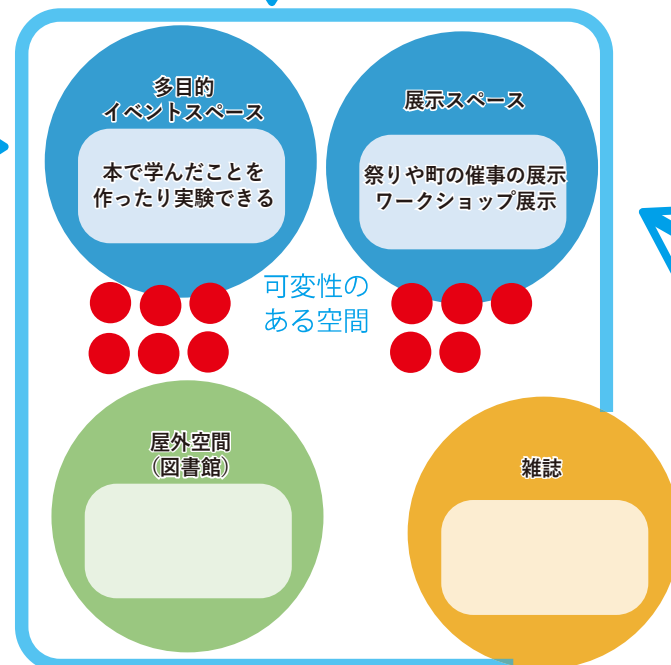 多目的
イベントスペース
本で学んだことを
作ったり実験できる
展示スペース
祭りや町の催事の展示
ワークショップ展示
可変性の
ある空間
屋外空間
(図書館)
雑誌